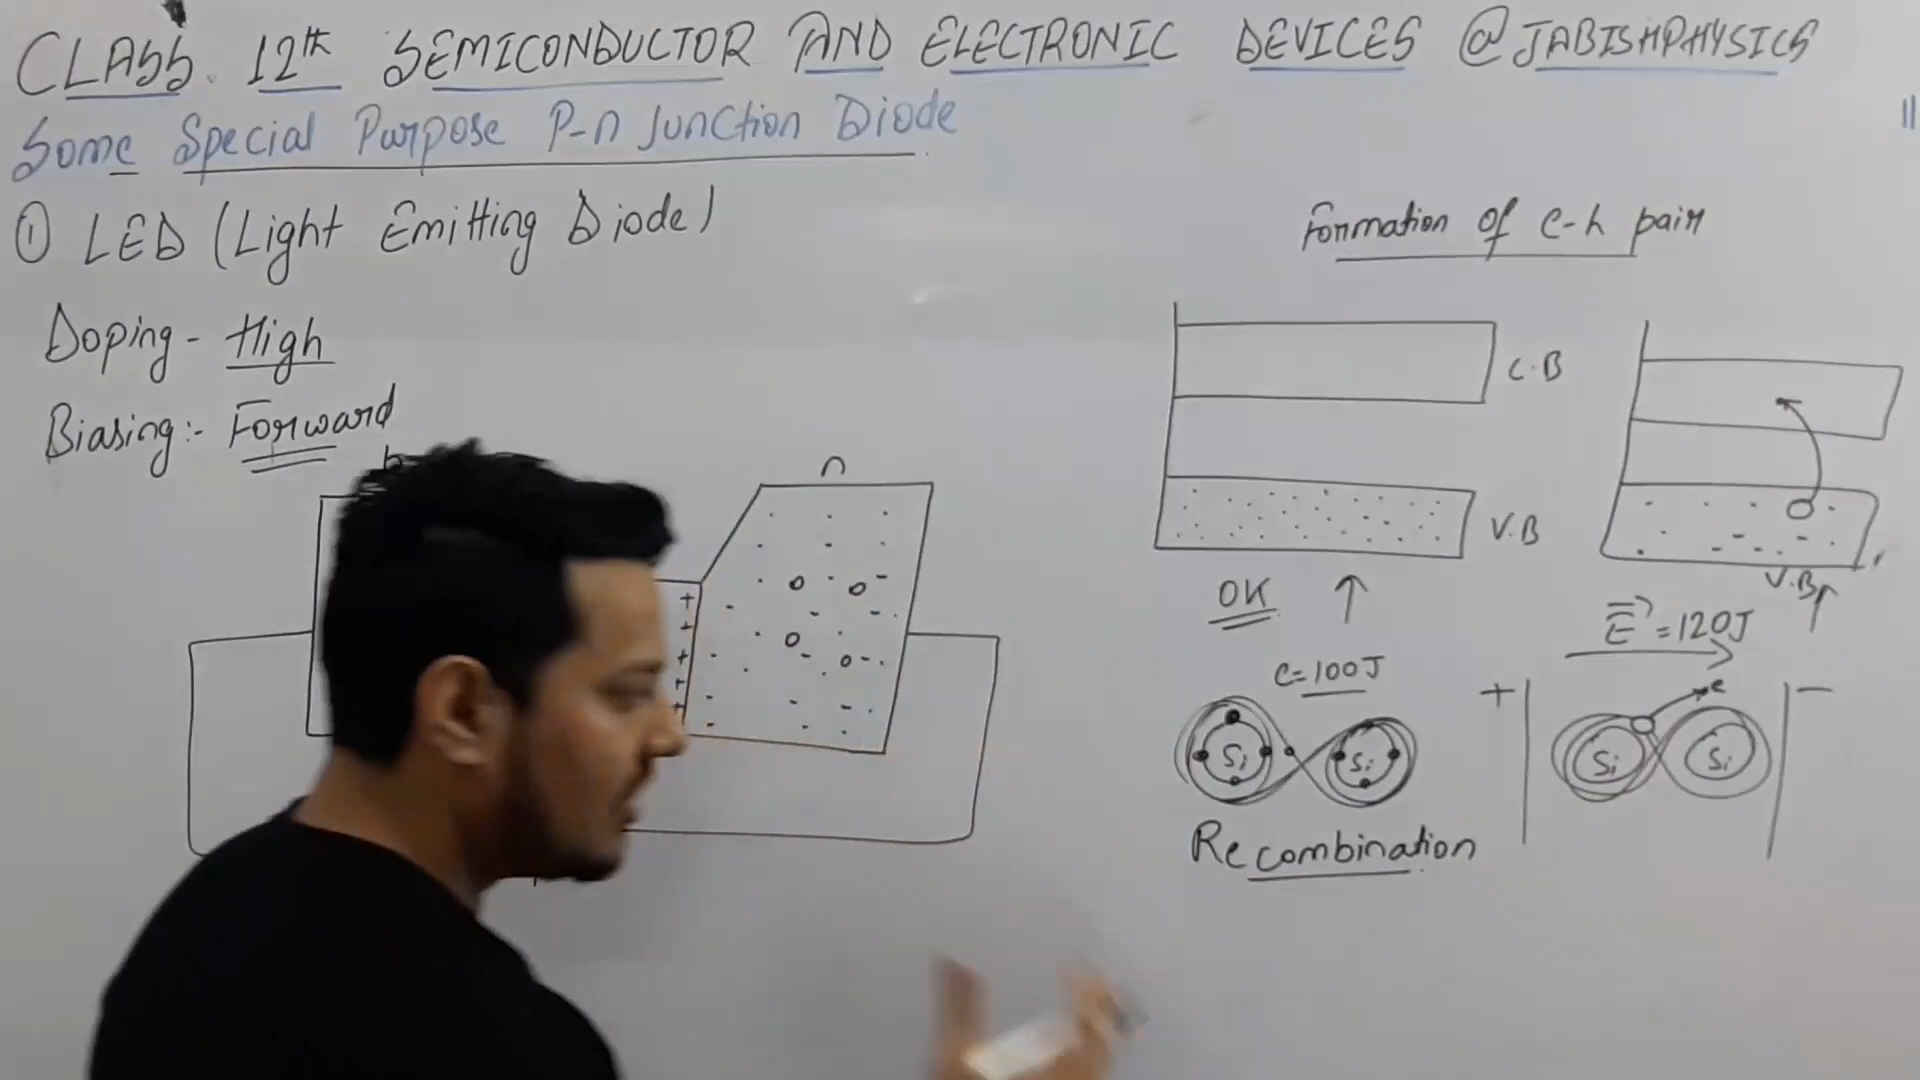 CLASS 12th SEMICONDUCTOR AND ELECTRONIC DEVICES @JABISHPHYSICS
Some Special Purpose P-n Junction Diode
① LED (Light Emitting Diode)
Doping - High
Biasing :- Forward
n
+
+
+
+
+
Formation of e-h pair
C.B
V.B
OK
e=100J
Si
Si
Recombination
V.B
E = 120J
+
-
e
Si
Si